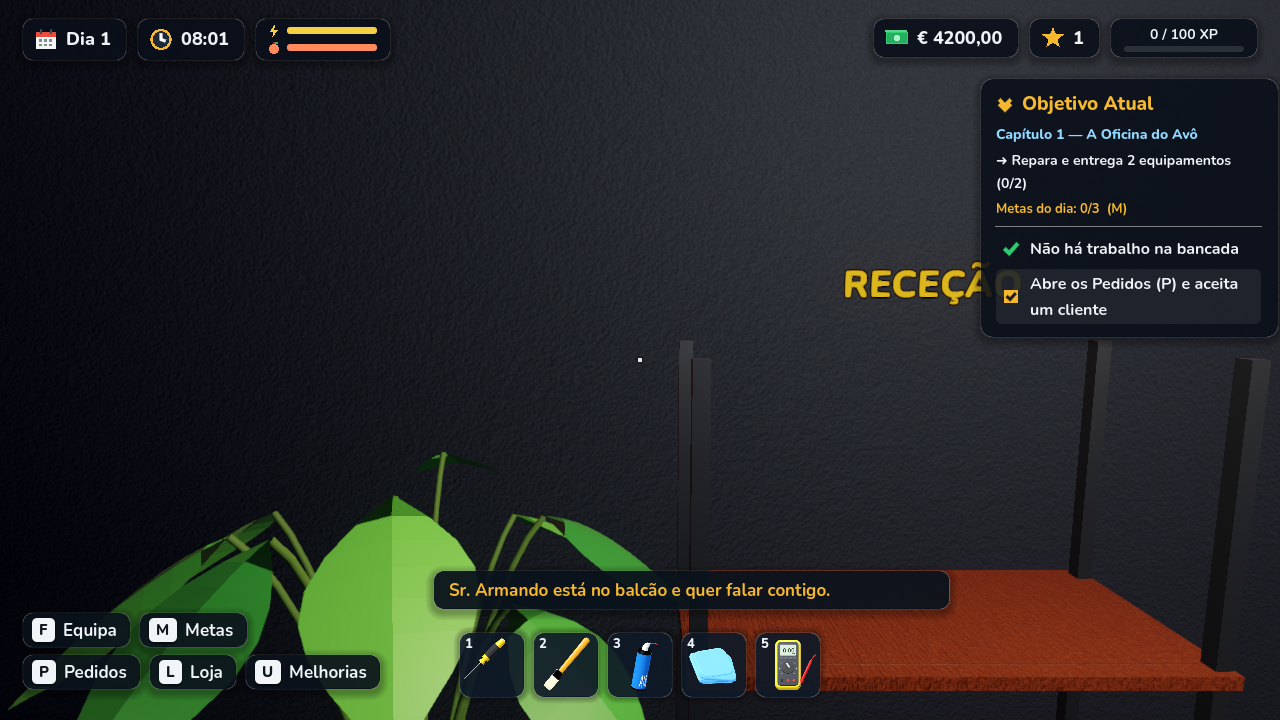 Dia 1
08:01
€ 4200,00
1
0 / 100 XP
Objetivo Atual
Capítulo 1 — A Oficina do Avô
→ Repara e entrega 2 equipamentos
(0/2)
Metas do dia: 0/3 (M)
Não há trabalho na bancada
Abre os Pedidos (P) e aceita
um cliente
RECEÇÃO
Sr. Armando está no balcão e quer falar contigo.
F Equipa
M Metas
P Pedidos
L Loja
U Melhorias
1
2
3
4
5